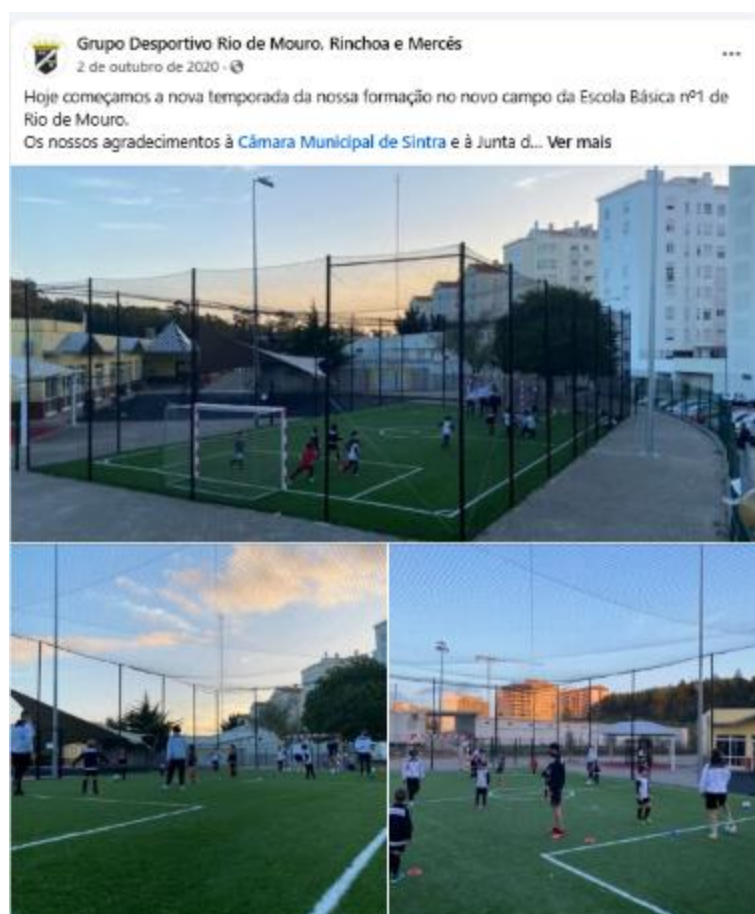 Grupo Desportivo Rio de Mouro, Rinchoa e Mercês
2 de outubro de 2020 ·
Hoje começamos a nova temporada da nossa formação no novo campo da Escola Básica nº1 de
Rio de Mouro.
Os nossos agradecimentos à Câmara Municipal de Sintra e à Junta d... Ver mais